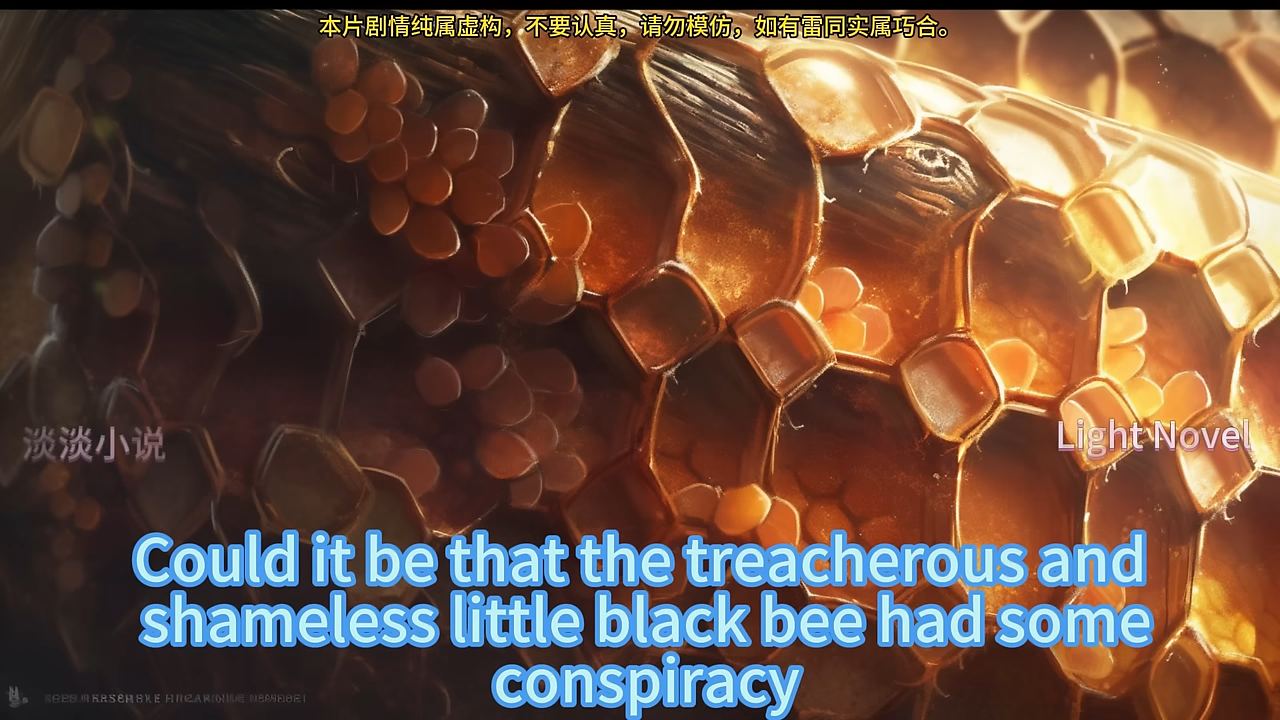 本片剧情纯属虚构，不要认真，请勿模仿，如有雷同实属巧合。
淡淡小说
Light Novel
Could it be that the treacherous and
shameless little black bee had some
conspiracy